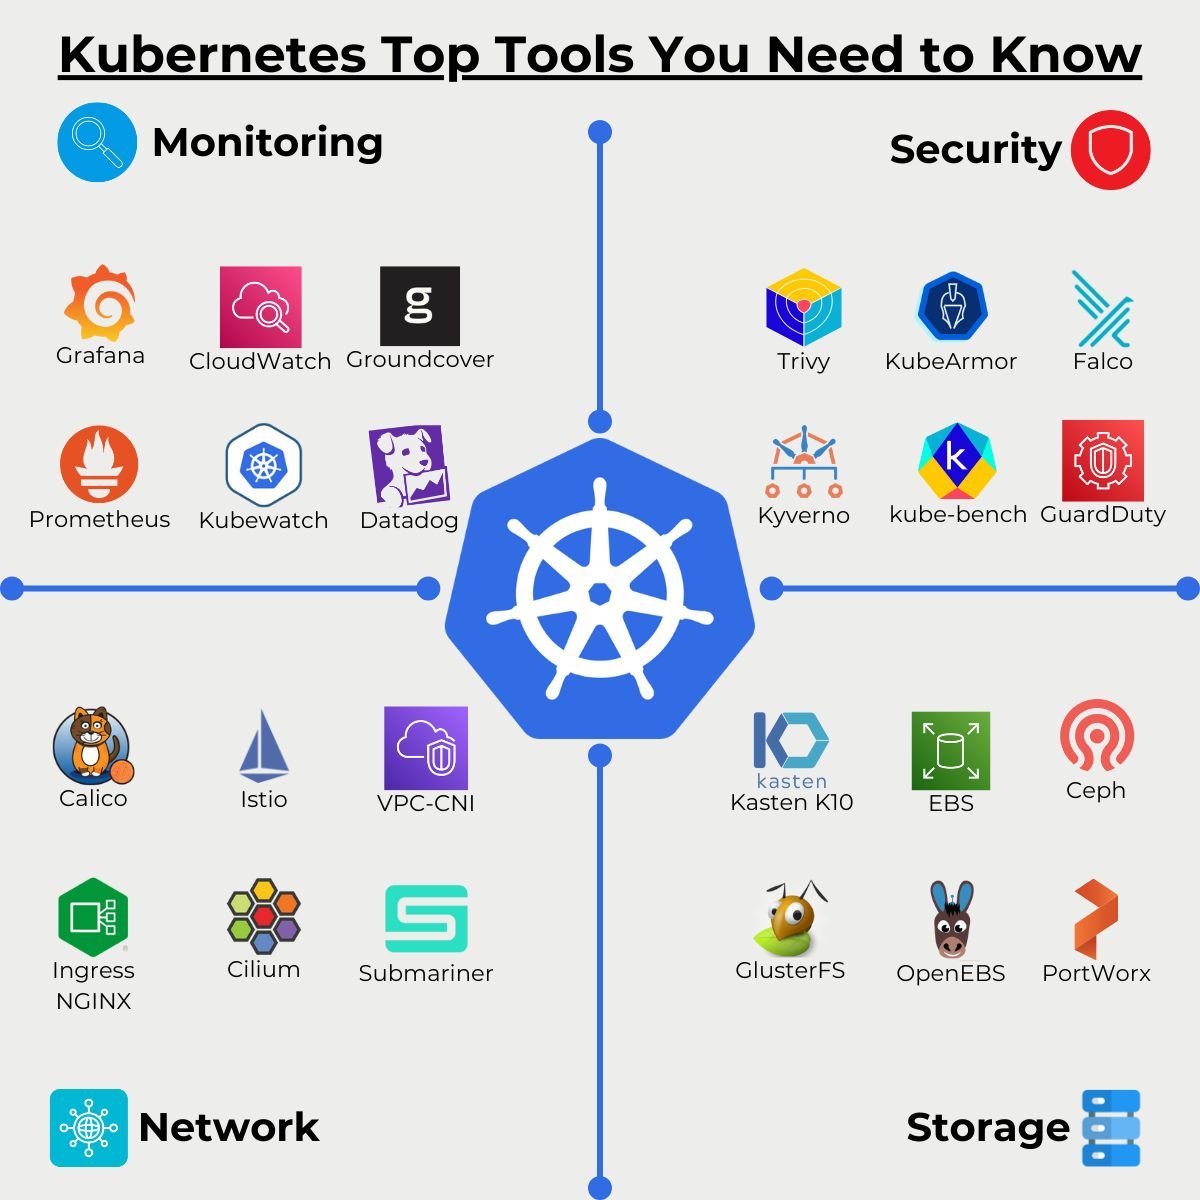 Kubernetes Top Tools You Need to Know
Monitoring
Security
g
Grafana
CloudWatch
Groundcover
Trivy
KubeArmor
Falco
k
Prometheus
Kubewatch
Datadog
Kyverno
kube-bench
GuardDuty
Calico
Istio
VPC-CNI
kasten
Kasten K10
EBS
Ceph
Ingress
NGINX
Cilium
Submariner
GlusterFS
OpenEBS
PortWorx
Network
Storage